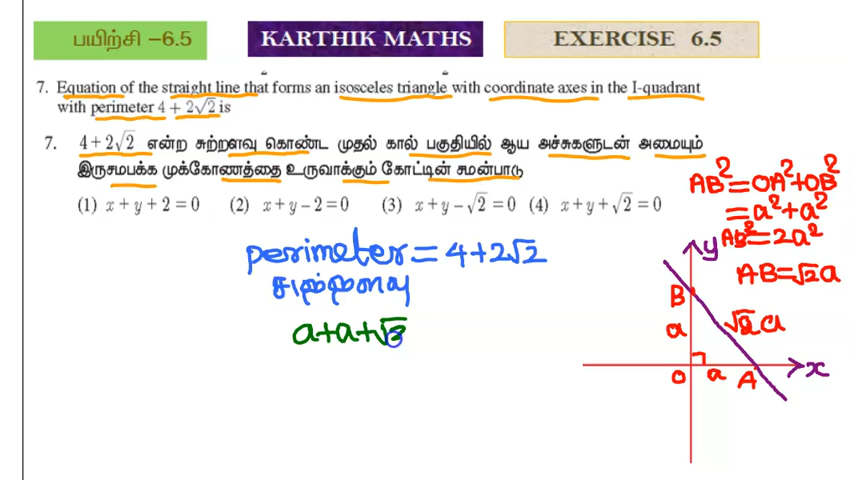 பயிற்சி –6.5
KARTHIK MATHS
EXERCISE 6.5
7. Equation of the straight line that forms an isosceles triangle with coordinate axes in the I-quadrant
with perimeter 4 + 2√2 is
7. 4 + 2√2 என்ற சுற்றளவு கொண்ட முதல் கால் பகுதியில் ஆய அச்சுகளுடன் அமையும்
இருசமபக்க முக்கோணத்தை உருவாக்கும் கோட்டின் சமன்பாடு
(1) x + y + 2 = 0 (2) x + y – 2 = 0 (3) x + y – √2 = 0 (4) x + y + √2 = 0
perimeter = 4+2√2
சுற்றளவு
a+a+√2
AB²=OA²+OB²
=a²+a²
AB²=2a²
AB=√2a
y
B
a
√2 a
O a A x